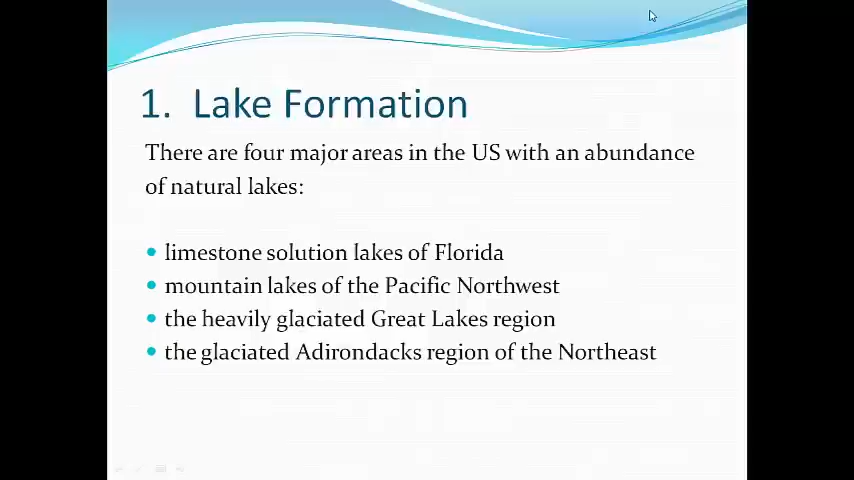 1. Lake Formation
There are four major areas in the US with an abundance
of natural lakes:
• limestone solution lakes of Florida
• mountain lakes of the Pacific Northwest
• the heavily glaciated Great Lakes region
• the glaciated Adirondacks region of the Northeast